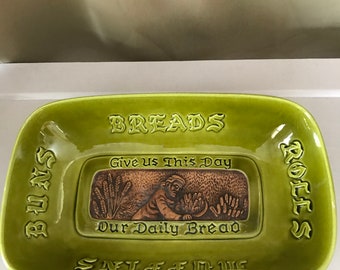 BREADS
BUNS
ROLLS
Give us This Day
Our Daily Bread